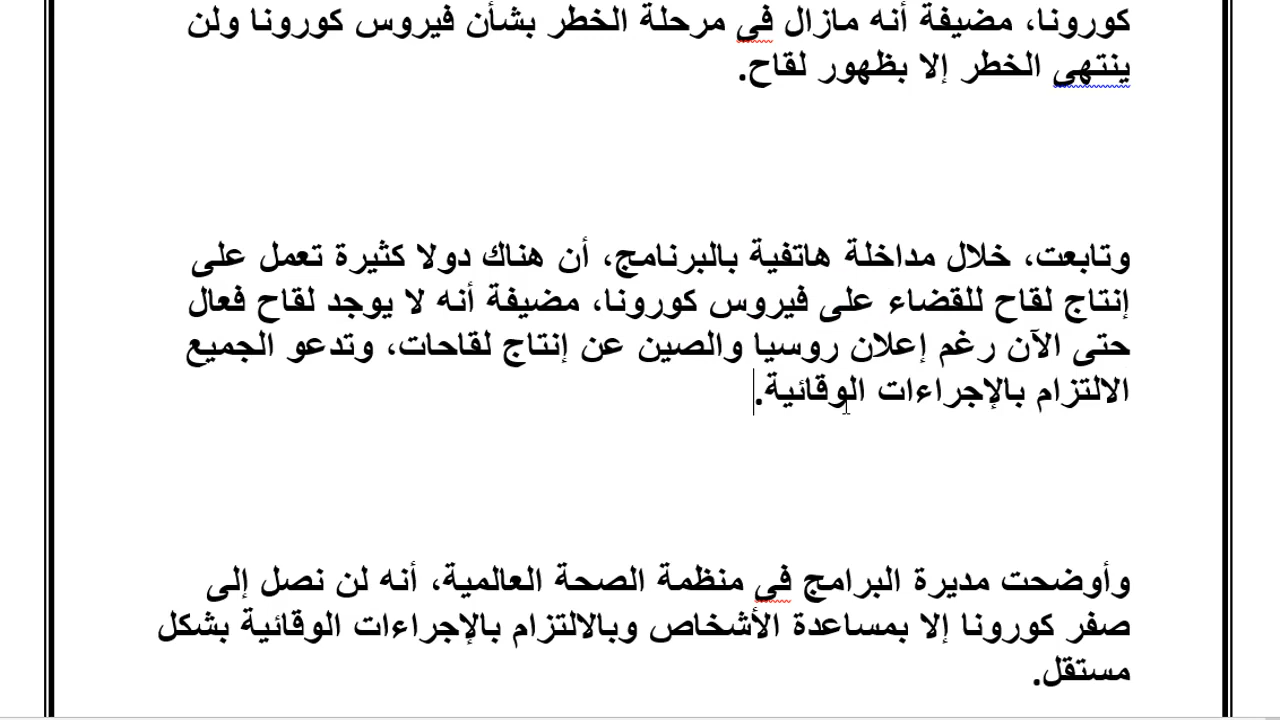 كورونا، مضيفة أنه مازال فى مرحلة الخطر بشأن فيروس كورونا ولن
ينتهى الخطر إلا بظهور لقاح.
وتابعت، خلال مداخلة هاتفية بالبرنامج، أن هناك دولا كثيرة تعمل على
إنتاج لقاح للقضاء على فيروس كورونا، مضيفة أنه لا يوجد لقاح فعال
حتى الآن رغم إعلان روسيا والصين عن إنتاج لقاحات، وتدعو الجميع
الالتزام بالإجراءات الوقائية.
وأوضحت مديرة البرامج فى منظمة الصحة العالمية، أنه لن نصل إلى
صفر كورونا إلا بمساعدة الأشخاص وبالالتزام بالإجراءات الوقائية بشكل
مستقل.